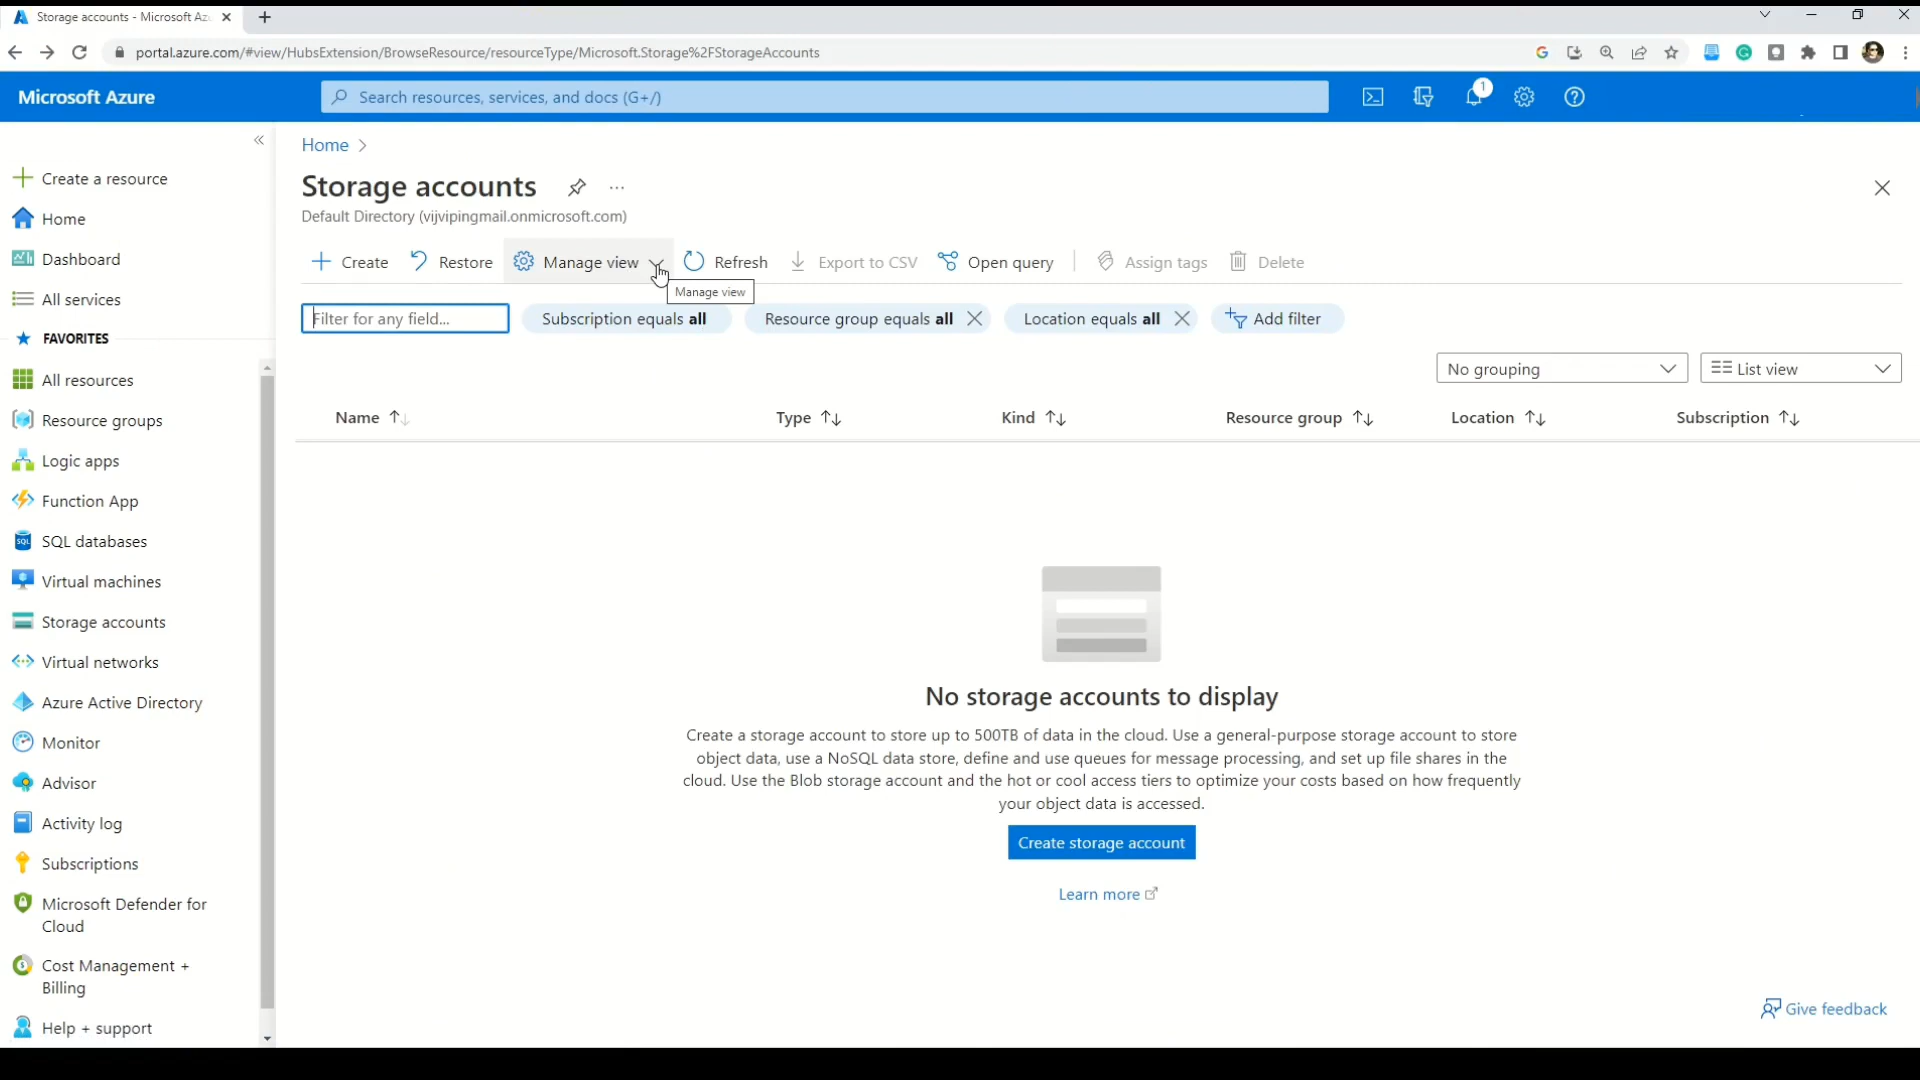 Storage accounts - Microsoft Az
portal.azure.com/#view/HubsExtension/BrowseResource/resourceType/Microsoft.Storage%2FStorageAccounts
Microsoft Azure
Search resources, services, and docs (G+/)
1
Home
Storage accounts
Default Directory (vijvipingmail.onmicrosoft.com)
Create
Restore
Manage view
Refresh
Export to CSV
Open query
Assign tags
Delete
Manage view
Filter for any field...
Subscription equals all
Resource group equals all
Location equals all
Add filter
No grouping
List view
Name
Type
Kind
Resource group
Location
Subscription
No storage accounts to display
Create a storage account to store up to 500TB of data in the cloud. Use a general-purpose storage account to store
object data, use a NoSQL data store, define and use queues for message processing, and set up file shares in the
cloud. Use the Blob storage account and the hot or cool access tiers to optimize your costs based on how frequently
your object data is accessed.
Create storage account
Learn more
Give feedback
Create a resource
Home
Dashboard
All services
FAVORITES
All resources
Resource groups
Logic apps
Function App
SQL
SQL databases
Virtual machines
Storage accounts
Virtual networks
Azure Active Directory
Monitor
Advisor
Activity log
Subscriptions
Microsoft Defender for
Cloud
Cost Management +
Billing
Help + support